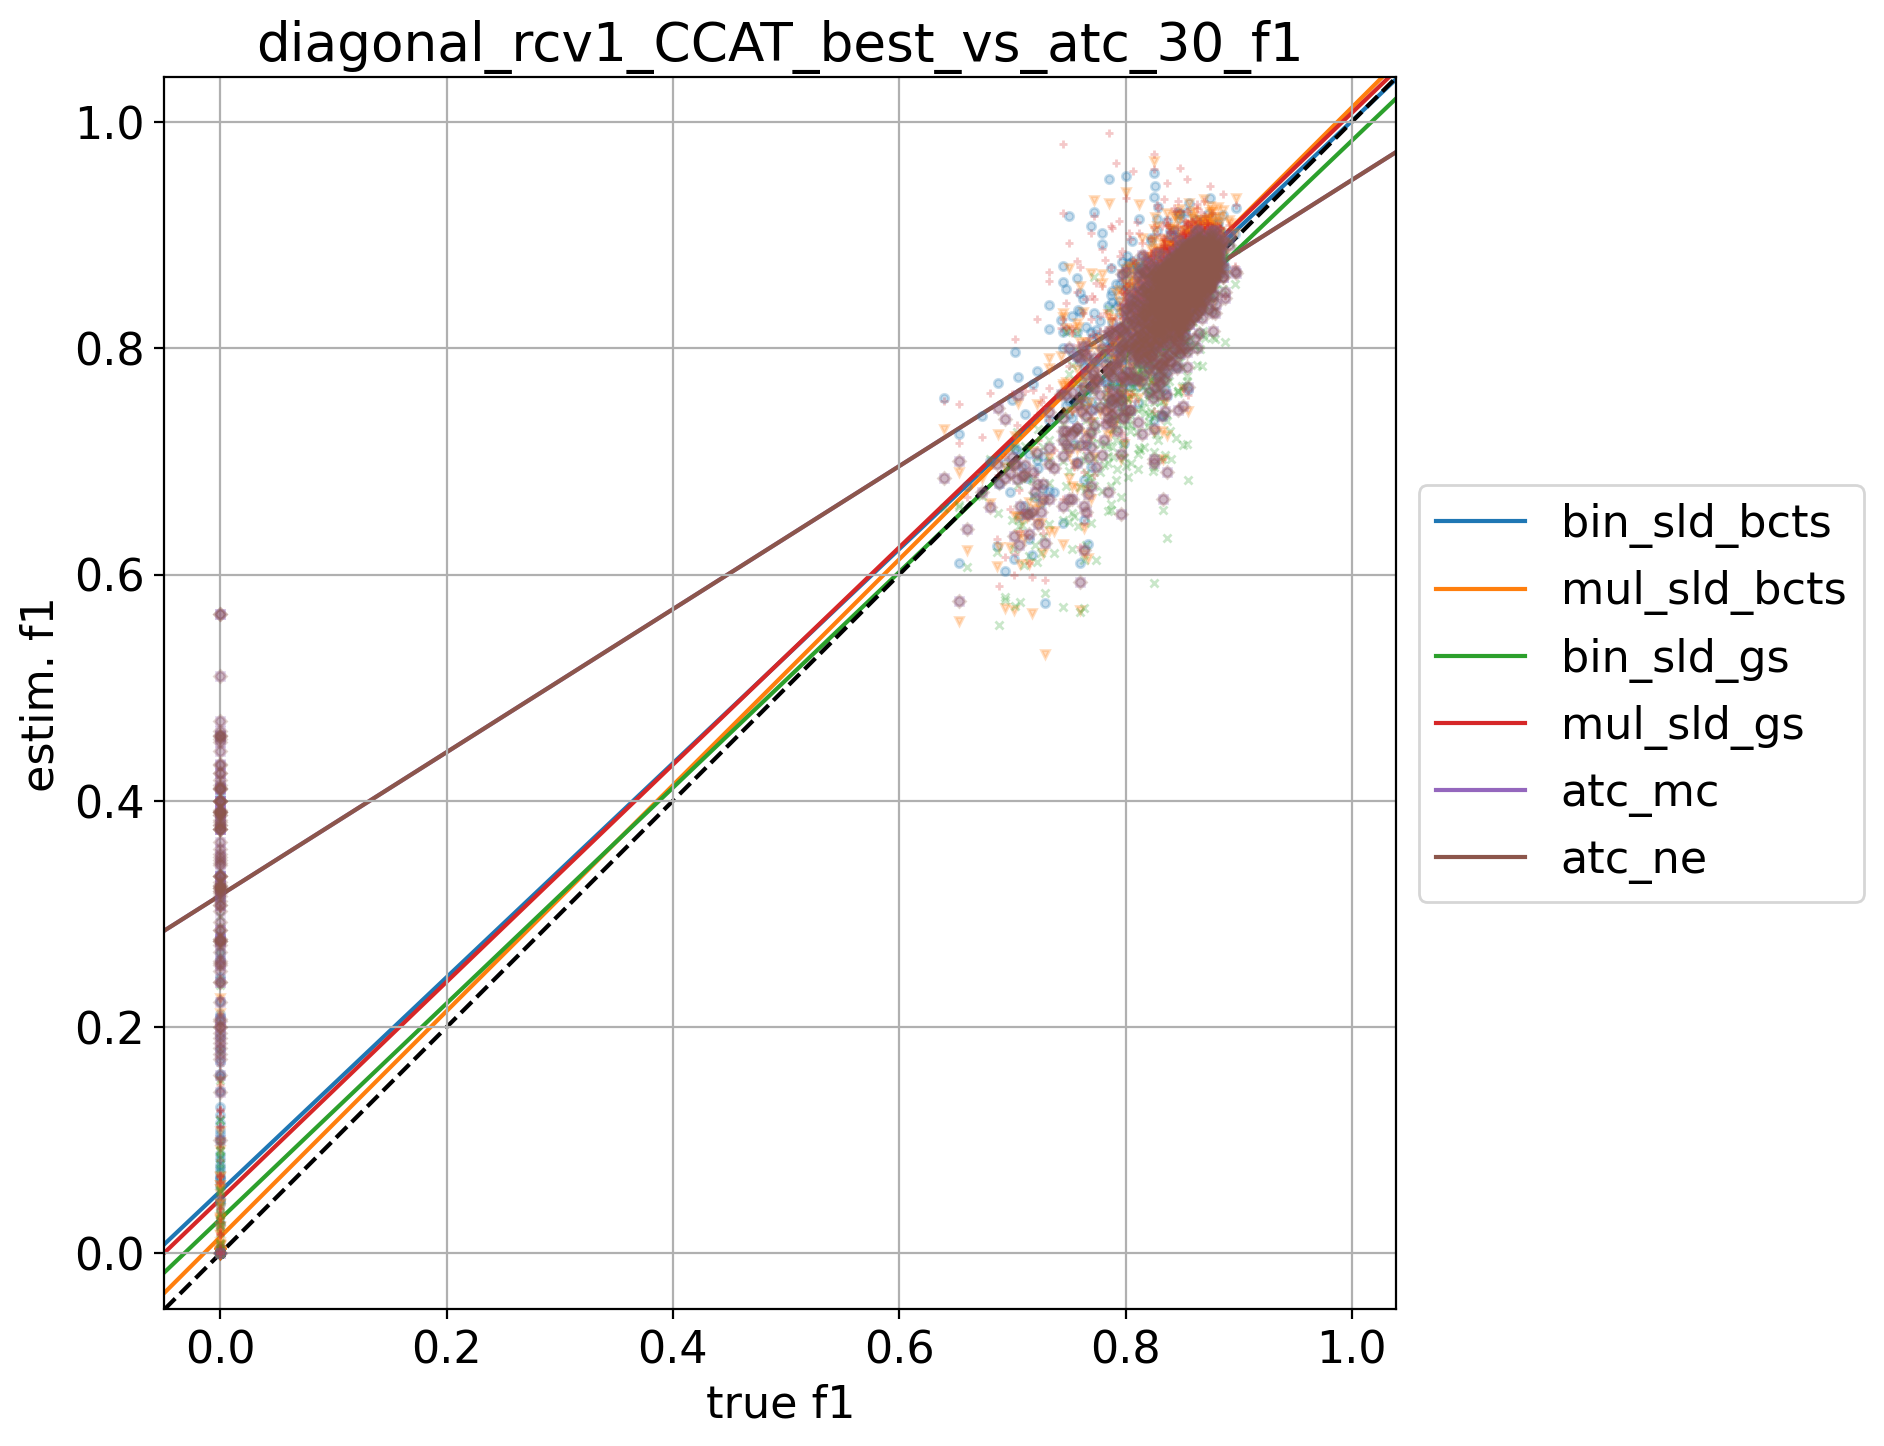 diagonal_rcv1_CCAT_best_vs_atc_30_f1
1.0
0.8
0.6
0.4
0.2
0.0
estim. f1
0.0 0.2 0.4 0.6 0.8 1.0
true f1
bin_sld_bcts
mul_sld_bcts
bin_sld_gs
mul_sld_gs
atc_mc
atc_ne